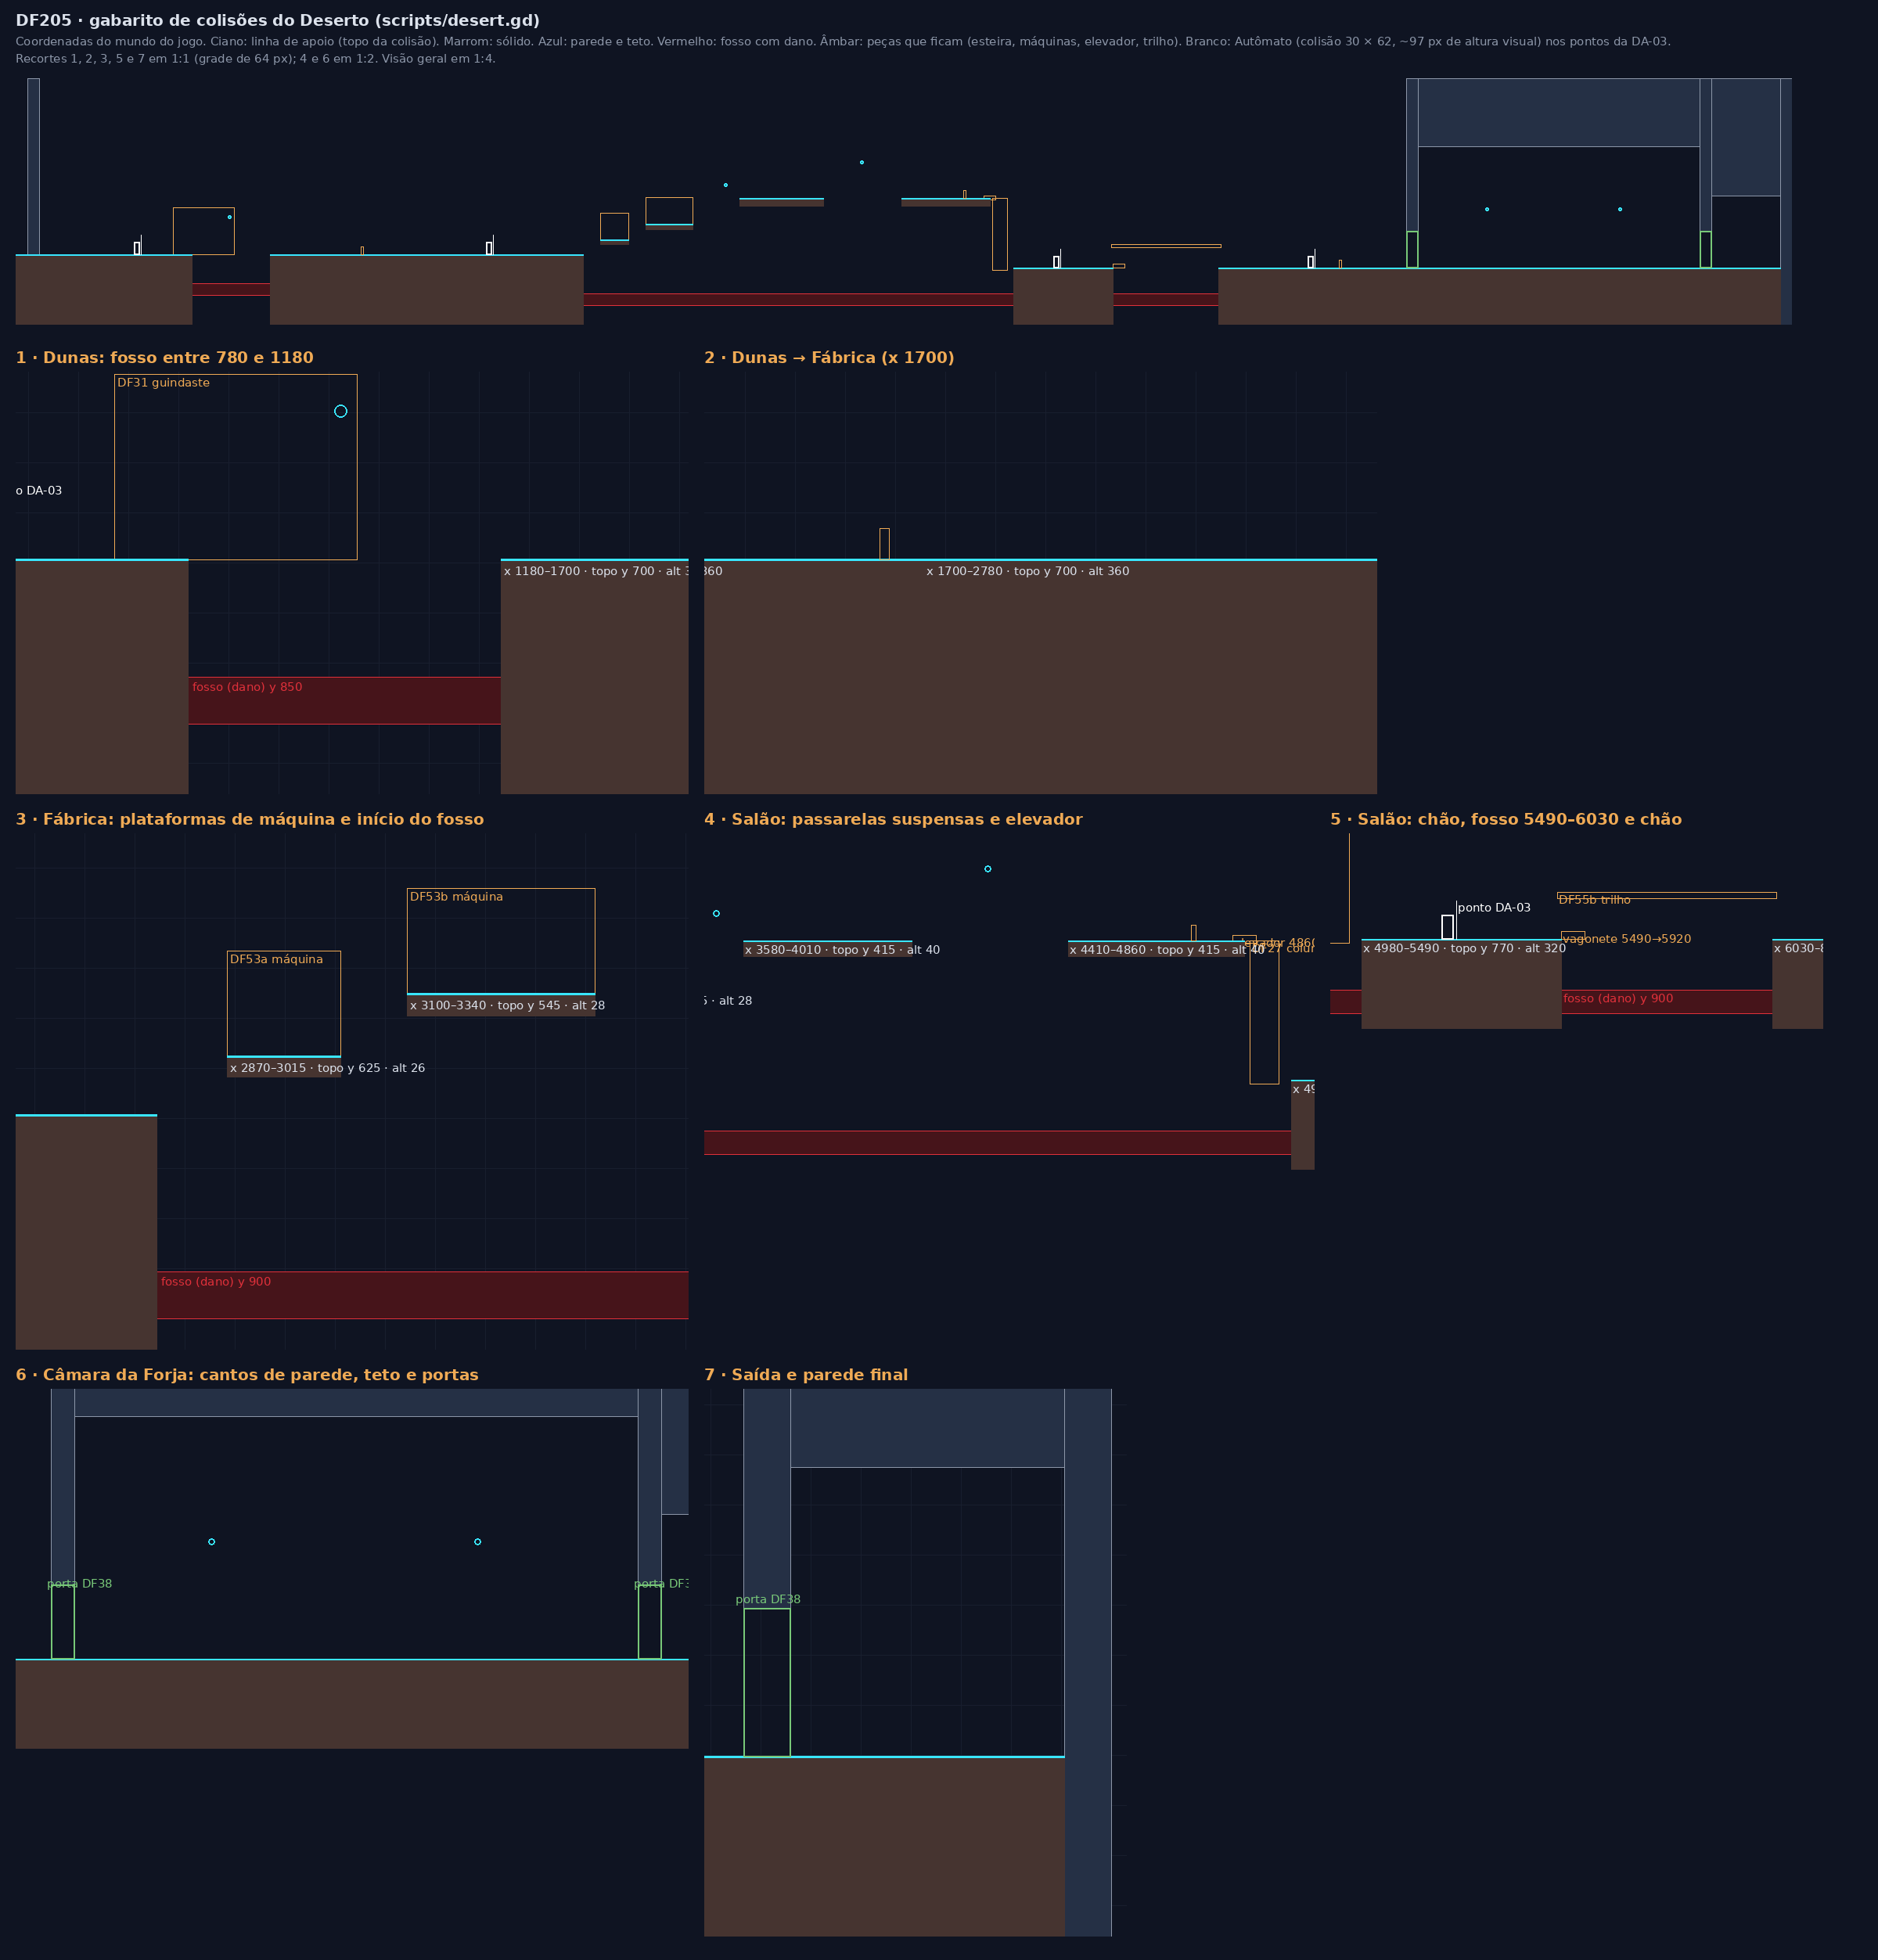 DF205 · gabarito de colisões do Deserto (scripts/desert.gd)
Coordenadas do mundo do jogo. Ciano: linha de apoio (topo da colisão). Marrom: sólido. Azul: parede e teto. Vermelho: fosso com dano. Âmbar: peças que ficam (esteira, máquinas, elevador, trilho). Branco: Autômato (colisão 30 × 62, ~97 px de altura visual) nos pontos da DA-03.
Recortes 1, 2, 3, 5 e 7 em 1:1 (grade de 64 px); 4 e 6 em 1:2. Visão geral em 1:4.
1 · Dunas: fosso entre 780 e 1180
DF31 guindaste
o DA-03
x 1180–1700 · topo y 700 · alt 3
fosso (dano) y 850
2 · Dunas → Fábrica (x 1700)
360
x 1700–2780 · topo y 700 · alt 360
3 · Fábrica: plataformas de máquina e início do fosso
DF53b máquina
DF53a máquina
x 3100–3340 · topo y 545 · alt 28
x 2870–3015 · topo y 625 · alt 26
fosso (dano) y 900
4 · Salão: passarelas suspensas e elevador
x 3580–4010 · topo y 415 · alt 40
x 4410–4860 · topo y 415 · alt 40
5 · alt 28
x 49
5 · Salão: chão, fosso 5490–6030 e chão
DF55b trilho
ponto DA-03
vagonete 5490→5920
x 4980–5490 · topo y 770 · alt 320
x 6030–8
fosso (dano) y 900
6 · Câmara da Forja: cantos de parede, teto e portas
porta DF38
porta DF3
7 · Saída e parede final
porta DF38